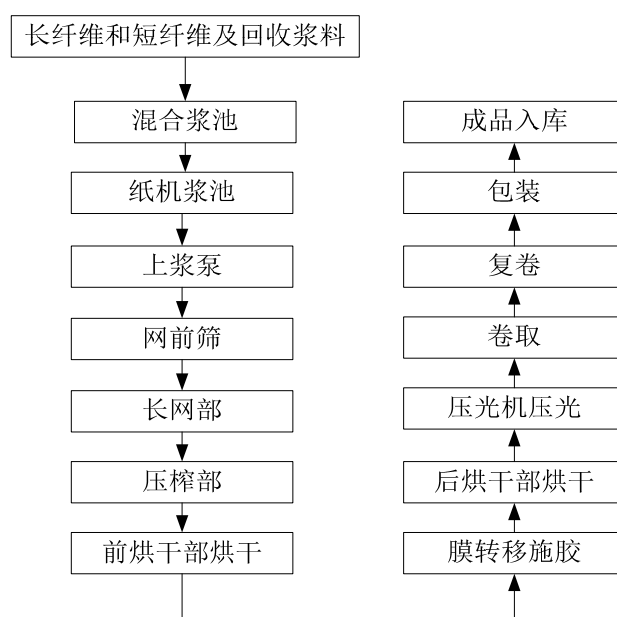 长纤维和短纤维及回收浆料
混合浆池
纸机浆池
上浆泵
网前筛
长网部
压榨部
前烘干部烘干
膜转移施胶
后烘干部烘干
压光机压光
卷取
复卷
包装
成品入库